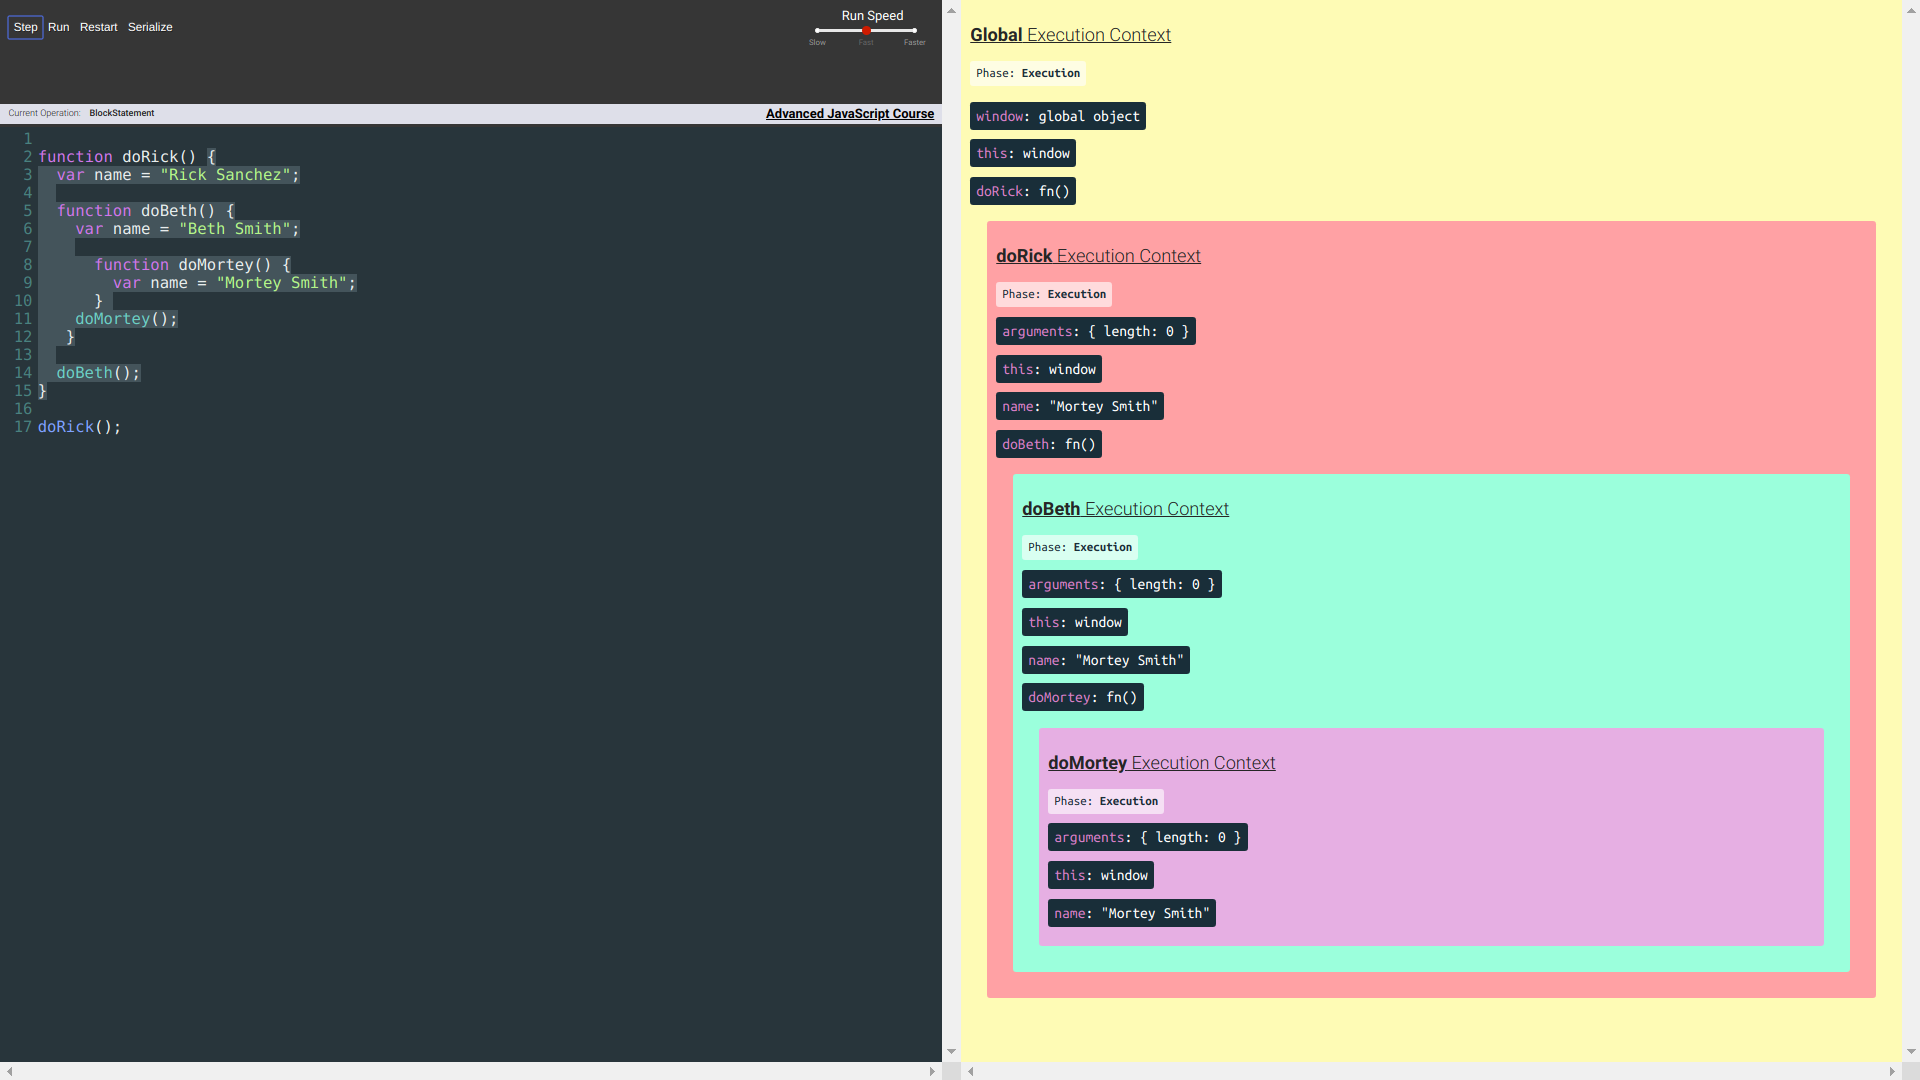 Step Run Restart Serialize
Run Speed
Slow Fast Faster
Current Operation: BlockStatement
Advanced JavaScript Course
1
2 function doRick() {
3   var name = "Rick Sanchez";
4
5   function doBeth() {
6     var name = "Beth Smith";
7
8       function doMortey() {
9         var name = "Mortey Smith";
10       }
11     doMortey();
12    }
13
14   doBeth();
15 }
16
17 doRick();
Global Execution Context
Phase: Execution
window: global object
this: window
doRick: fn()
doRick Execution Context
Phase: Execution
arguments: { length: 0 }
this: window
name: "Mortey Smith"
doBeth: fn()
doBeth Execution Context
Phase: Execution
arguments: { length: 0 }
this: window
name: "Mortey Smith"
doMortey: fn()
doMortey Execution Context
Phase: Execution
arguments: { length: 0 }
this: window
name: "Mortey Smith"